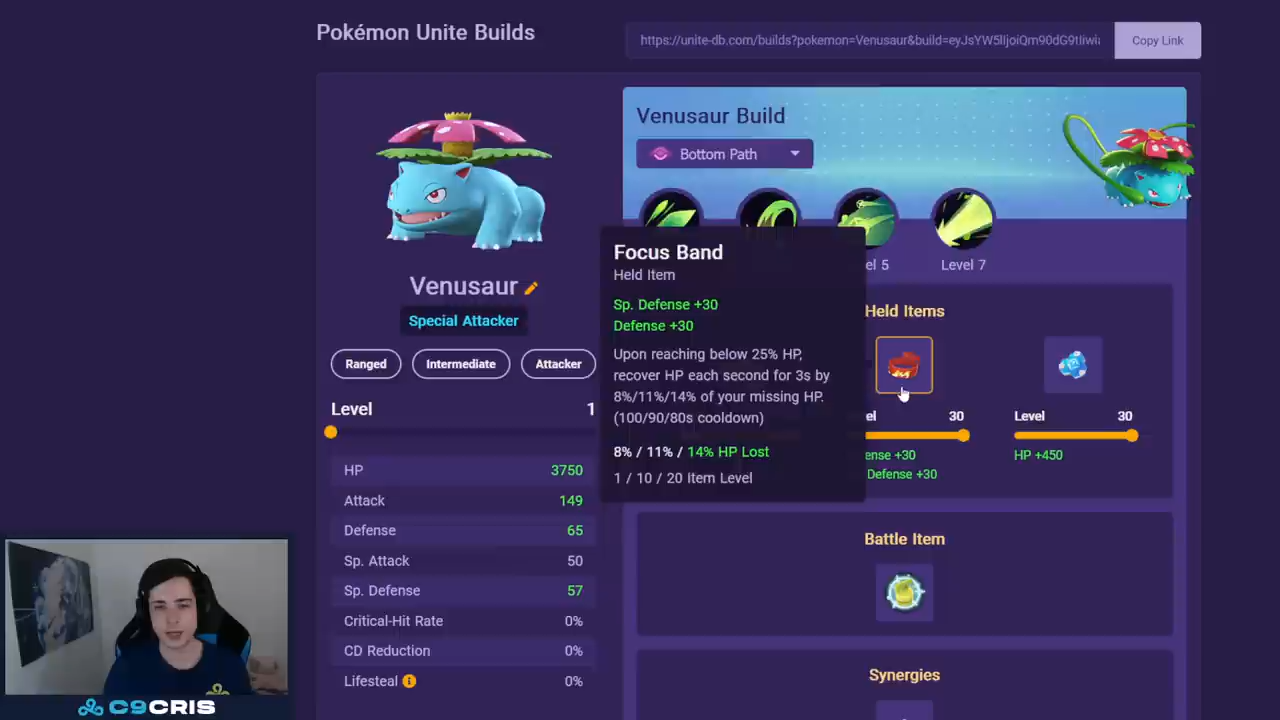 Pokémon Unite Builds
https://unite-db.com/builds?pokemon=Venusaur&build=
Copy Link
Venusaur
Special Attacker
Ranged
Intermediate
Attacker
Level 1
HP 3750
Attack 149
Defense 65
Sp. Attack 50
Sp. Defense 57
Critical-Hit Rate 0%
CD Reduction 0%
Lifesteal 0%
Venusaur Build
Bottom Path
el 5
Level 7
Focus Band
Held Item
Sp. Defense +30
Defense +30
Upon reaching below 25% HP,
recover HP each second for 3s by
8%/11%/14% of your missing HP.
(100/90/80s cooldown)
8% / 11% / 14% HP Lost
1 / 10 / 20 Item Level
Held Items
el 30
ense +30
Defense +30
Level 30
HP +450
Battle Item
Synergies
C9CRIS